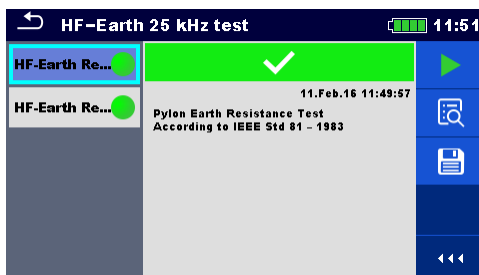 HF-Earth 25 kHz test
11:51
HF-Earth Re...
HF-Earth Re...
11.Feb.16 11:49:57
Pylon Earth Resistance Test
According to IEEE Std 81 - 1983